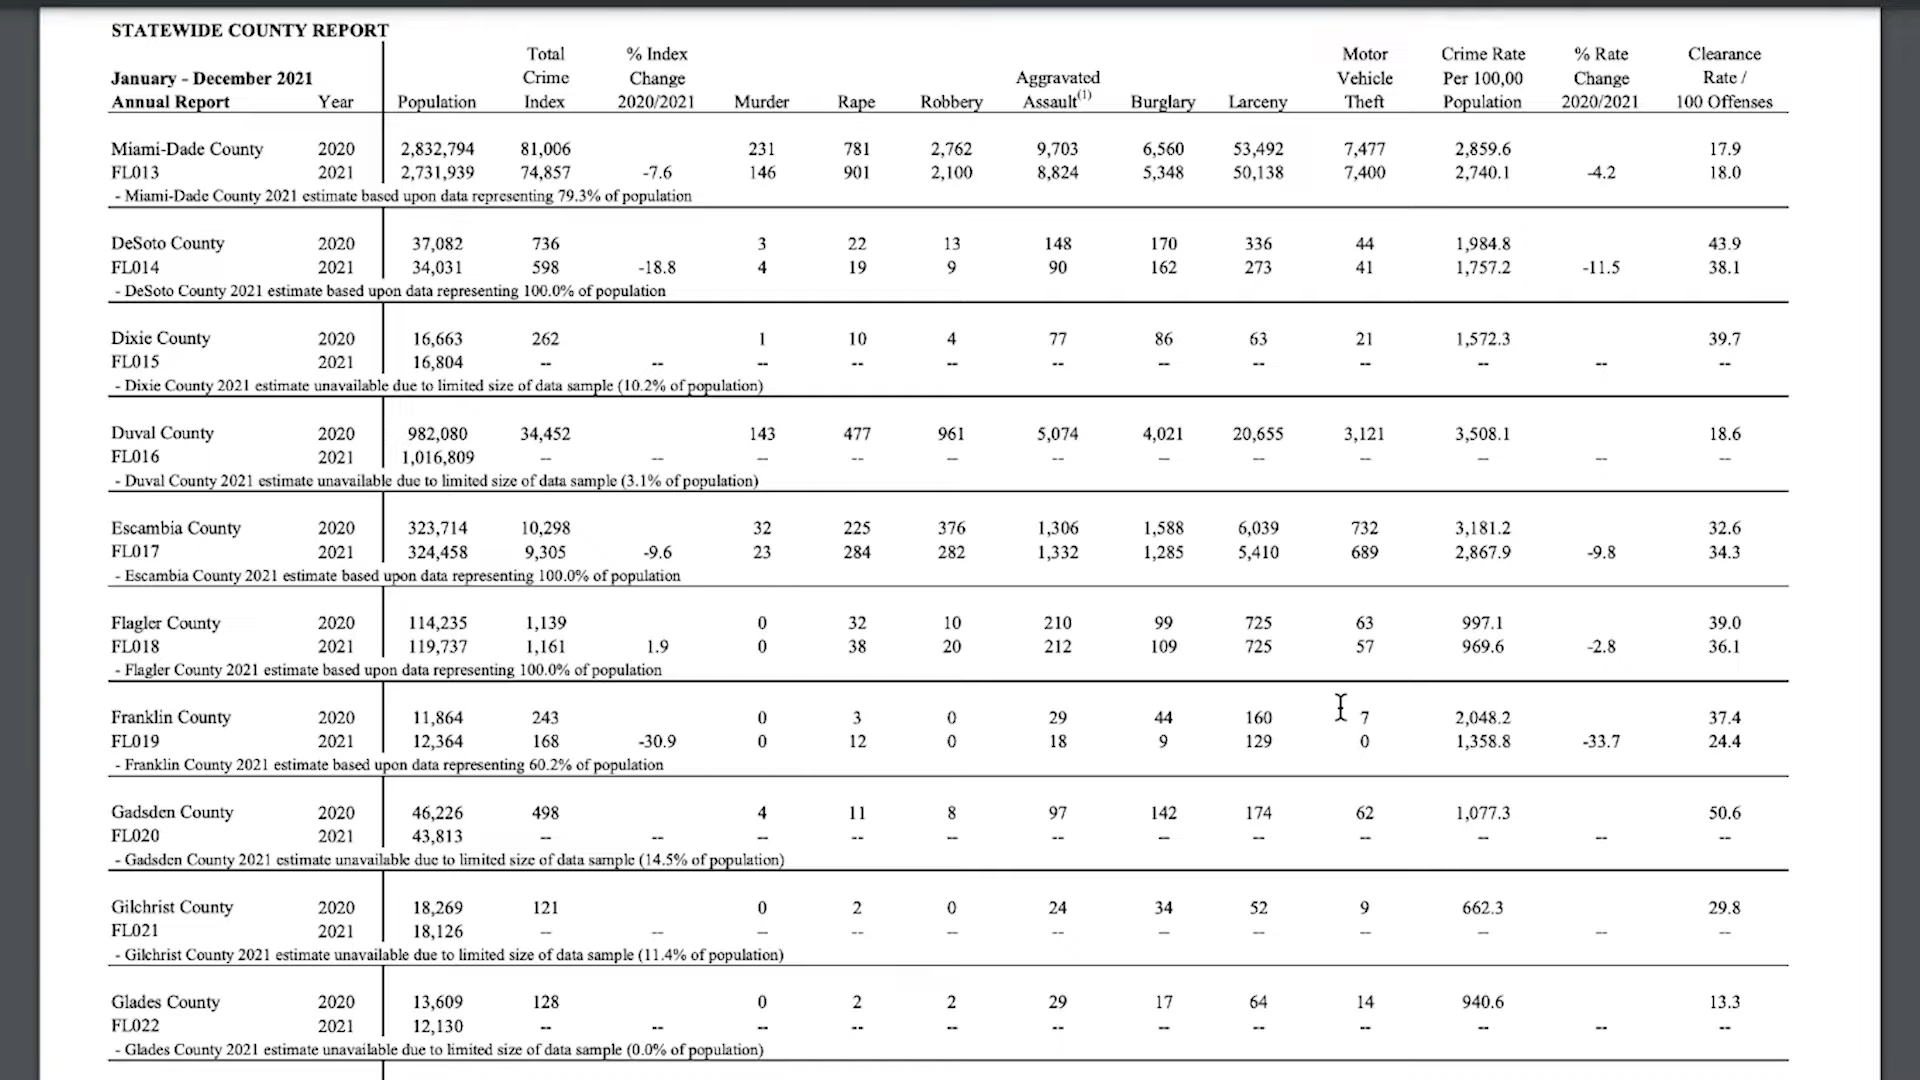 STATEWIDE COUNTY REPORT
Total % Index Motor Crime Rate % Rate Clearance
January - December 2021 Crime Change Aggravated Vehicle Per 100,00 Change Rate /
Annual Report Year Population Index 2020/2021 Murder Rape Robbery Assault(1) Burglary Larceny Theft Population 2020/2021 100 Offenses
Miami-Dade County 2020 2,832,794 81,006 231 781 2,762 9,703 6,560 53,492 7,477 2,859.6 17.9
FL013 2021 2,731,939 74,857 -7.6 146 901 2,100 8,824 5,348 50,138 7,400 2,740.1 -4.2 18.0
- Miami-Dade County 2021 estimate based upon data representing 79.3% of population
DeSoto County 2020 37,082 736 3 22 13 148 170 336 44 1,984.8 43.9
FL014 2021 34,031 598 -18.8 4 19 9 90 162 273 41 1,757.2 -11.5 38.1
- DeSoto County 2021 estimate based upon data representing 100.0% of population
Dixie County 2020 16,663 262 1 10 4 77 86 63 21 1,572.3 39.7
FL015 2021 16,804 -- -- -- -- -- -- -- -- -- -- -- --
- Dixie County 2021 estimate unavailable due to limited size of data sample (10.2% of population)
Duval County 2020 982,080 34,452 143 477 961 5,074 4,021 20,655 3,121 3,508.1 18.6
FL016 2021 1,016,809 -- -- -- -- -- -- -- -- -- -- -- --
- Duval County 2021 estimate unavailable due to limited size of data sample (3.1% of population)
Escambia County 2020 323,714 10,298 32 225 376 1,306 1,588 6,039 732 3,181.2 32.6
FL017 2021 324,458 9,305 -9.6 23 284 282 1,332 1,285 5,410 689 2,867.9 -9.8 34.3
- Escambia County 2021 estimate based upon data representing 100.0% of population
Flagler County 2020 114,235 1,139 0 32 10 210 99 725 63 997.1 39.0
FL018 2021 119,737 1,161 1.9 0 38 20 212 109 725 57 969.6 -2.8 36.1
- Flagler County 2021 estimate based upon data representing 100.0% of population
Franklin County 2020 11,864 243 0 3 0 29 44 160 7 2,048.2 37.4
FL019 2021 12,364 168 -30.9 0 12 0 18 9 129 0 1,358.8 -33.7 24.4
- Franklin County 2021 estimate based upon data representing 60.2% of population
Gadsden County 2020 46,226 498 4 11 8 97 142 174 62 1,077.3 50.6
FL020 2021 43,813 -- -- -- -- -- -- -- -- -- -- -- --
- Gadsden County 2021 estimate unavailable due to limited size of data sample (14.5% of population)
Gilchrist County 2020 18,269 121 0 2 0 24 34 52 9 662.3 29.8
FL021 2021 18,126 -- -- -- -- -- -- -- -- -- -- -- --
- Gilchrist County 2021 estimate unavailable due to limited size of data sample (11.4% of population)
Glades County 2020 13,609 128 0 2 2 29 17 64 14 940.6 13.3
FL022 2021 12,130 -- -- -- -- -- -- -- -- -- -- -- --
- Glades County 2021 estimate unavailable due to limited size of data sample (0.0% of population)